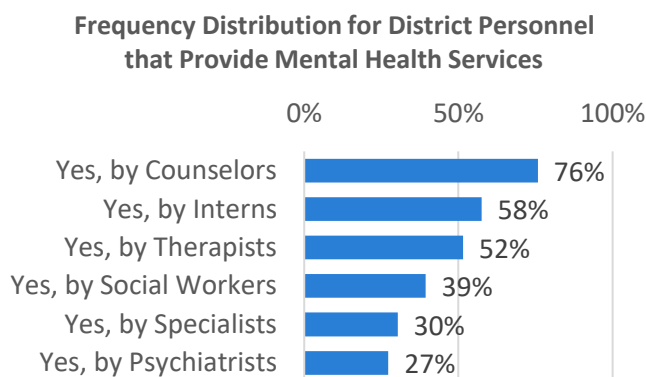 Frequency Distribution for District Personnel
that Provide Mental Health Services
0% 50% 100%
Yes, by Counselors 76%
Yes, by Interns 58%
Yes, by Therapists 52%
Yes, by Social Workers 39%
Yes, by Specialists 30%
Yes, by Psychiatrists 27%